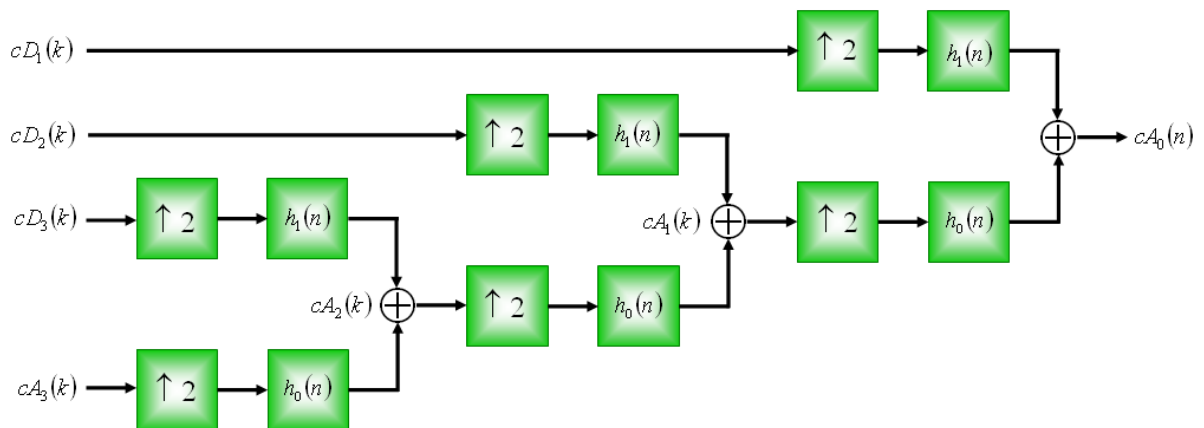 cD₁(k)
↑ 2
h₁(n)
cD₂(k)
↑ 2
h₁(n)
cA₀(n)
cD₃(k)
↑ 2
h₁(n)
cA₁(k)
↑ 2
h₀(n)
cA₂(k)
↑ 2
h₀(n)
cA₃(k)
↑ 2
h₀(n)